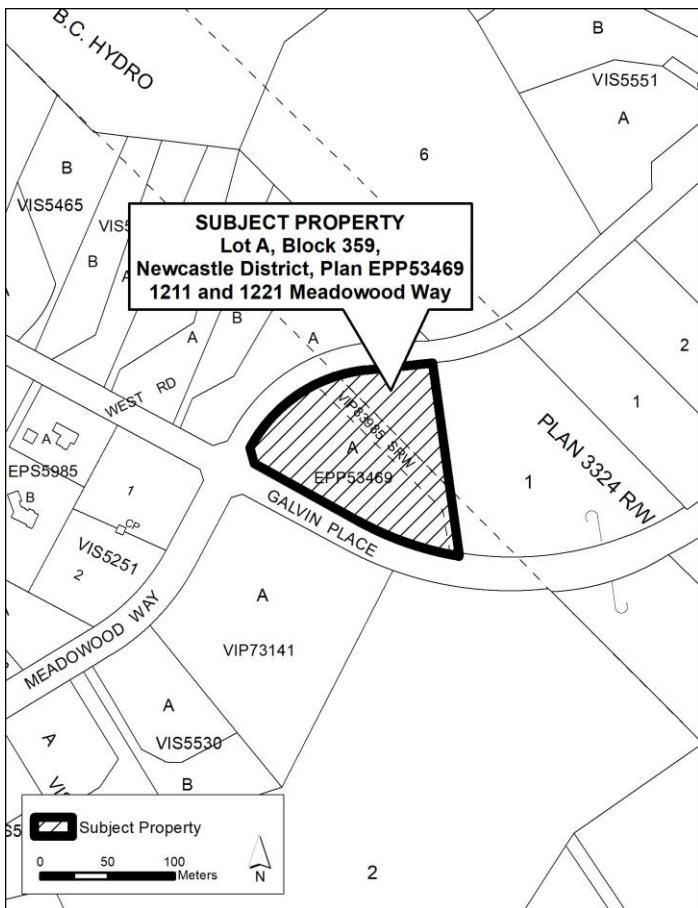 B.C. HYDRO
B
VIS5551
A
6
B
VIS5465
B
A
SUBJECT PROPERTY
Lot A, Block 359,
Newcastle District, Plan EPP53469
1211 and 1221 Meadowood Way
B
A
A
2
1
WEST RD
VIP83985 SRW
A
EPP53469
PLAN 3324 R/W
1
A
EPS5985
B
1
CP
VIS5251
2
GALVIN PLACE
MEADOWOOD WAY
A
VIP73141
A
VIS5530
A
B
2
Subject Property
0 50 100
Meters
N